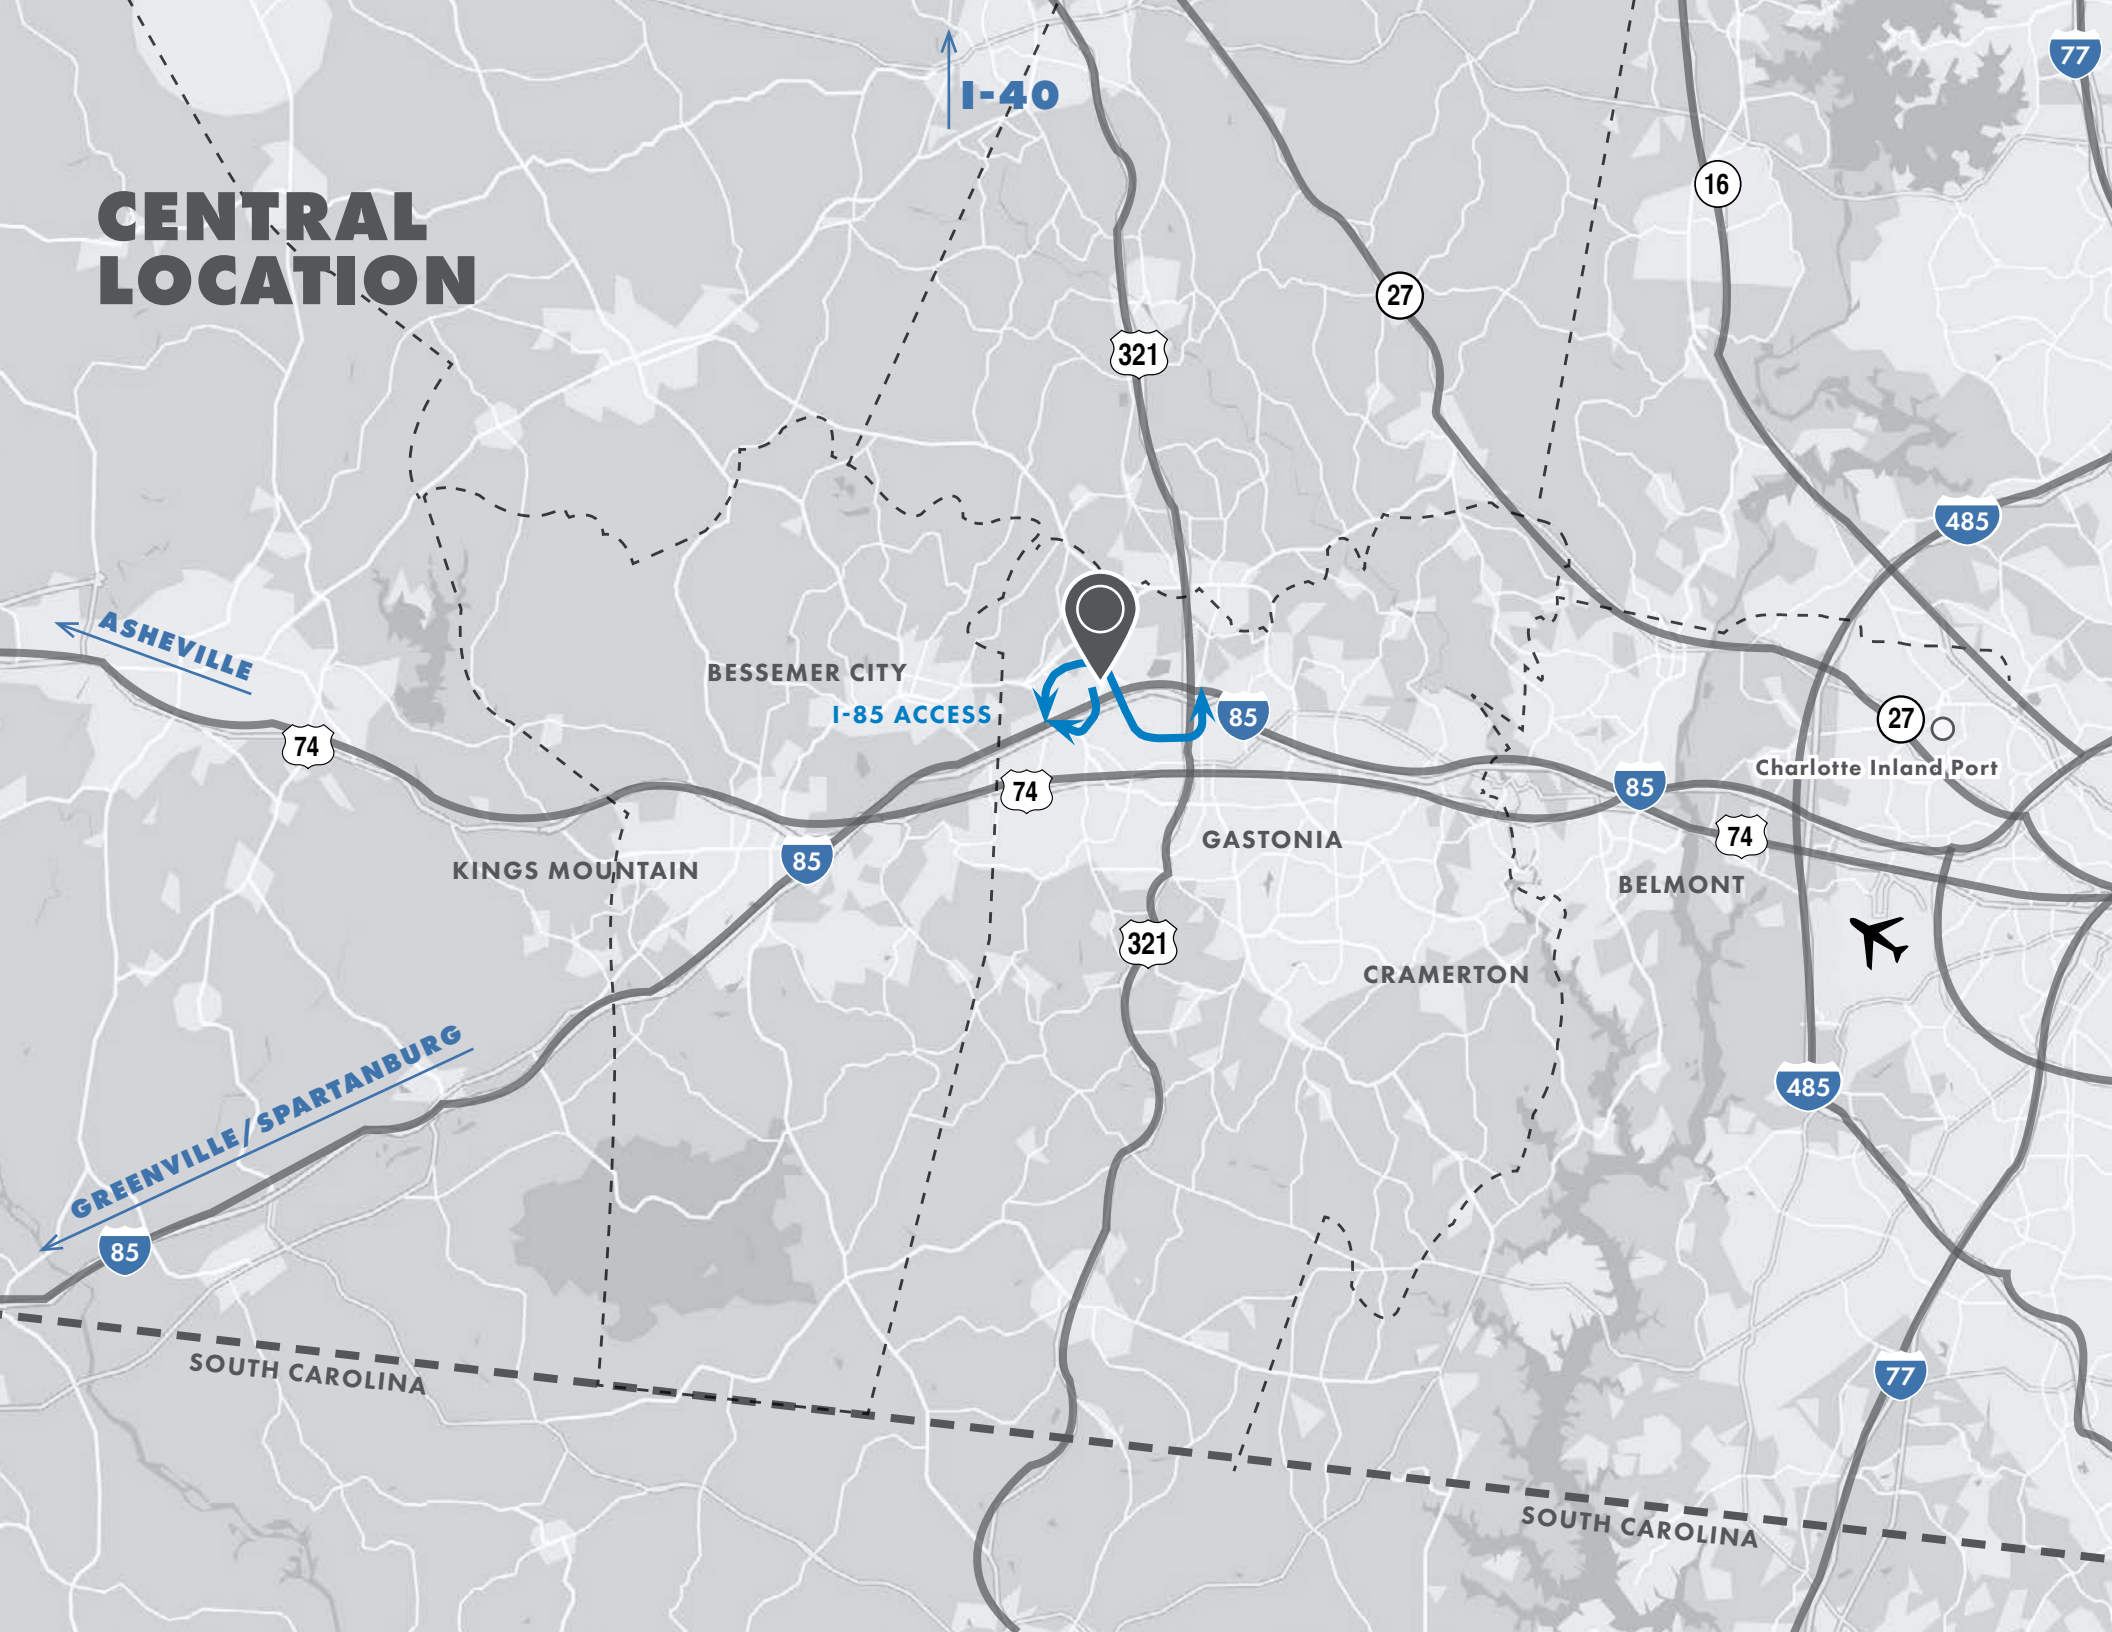 77
I-40
16
CENTRAL
LOCATION
27
321
485
ASHEVILLE
BESSEMER CITY
I-85 ACCESS
85
27
74
Charlotte Inland Port
74
85
74
GASTONIA
KINGS MOUNTAIN
85
BELMONT
321
CRAMERTON
GREENVILLE/SPARTANBURG
485
85
SOUTH CAROLINA
77
SOUTH CAROLINA